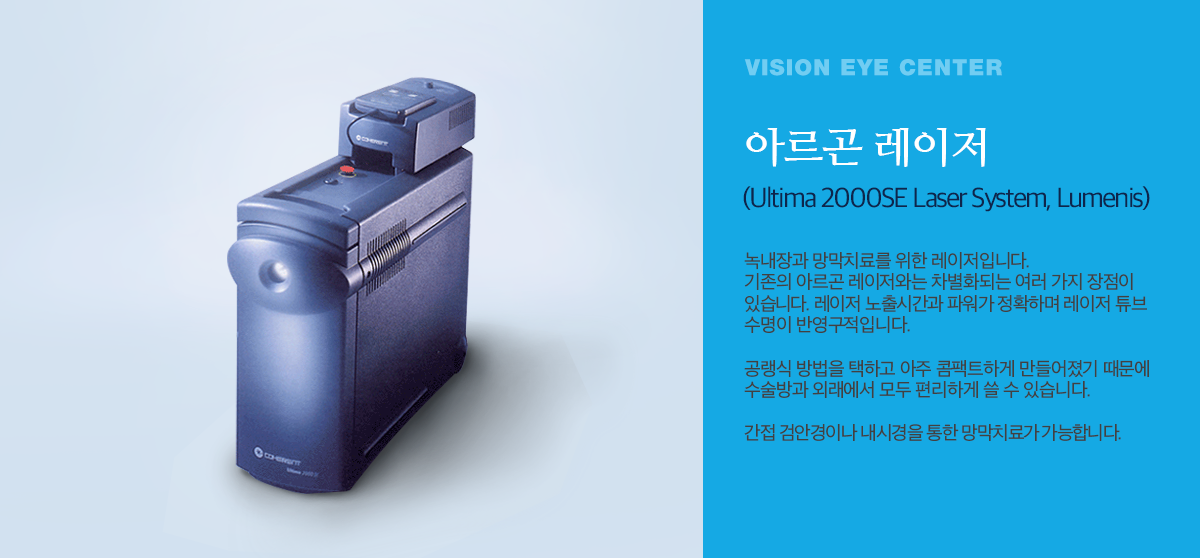 VISION EYE CENTER
아르곤 레이저
(Ultima 2000SE Laser System, Lumenis)
녹내장과 망막치료를 위한 레이저입니다.
기존의 아르곤 레이저와는 차별화되는 여러 가지 장점이
있습니다. 레이저 노출시간과 파워가 정확하며 레이저 튜브
수명이 반영구적입니다.
공랭식 방법을 택하고 아주 콤팩트하게 만들어졌기 때문에
수술방과 외래에서 모두 편리하게 쓸 수 있습니다.
간접 검안경이나 내시경을 통한 망막치료가 가능합니다.
COHERENT
COHERENT
Ultima